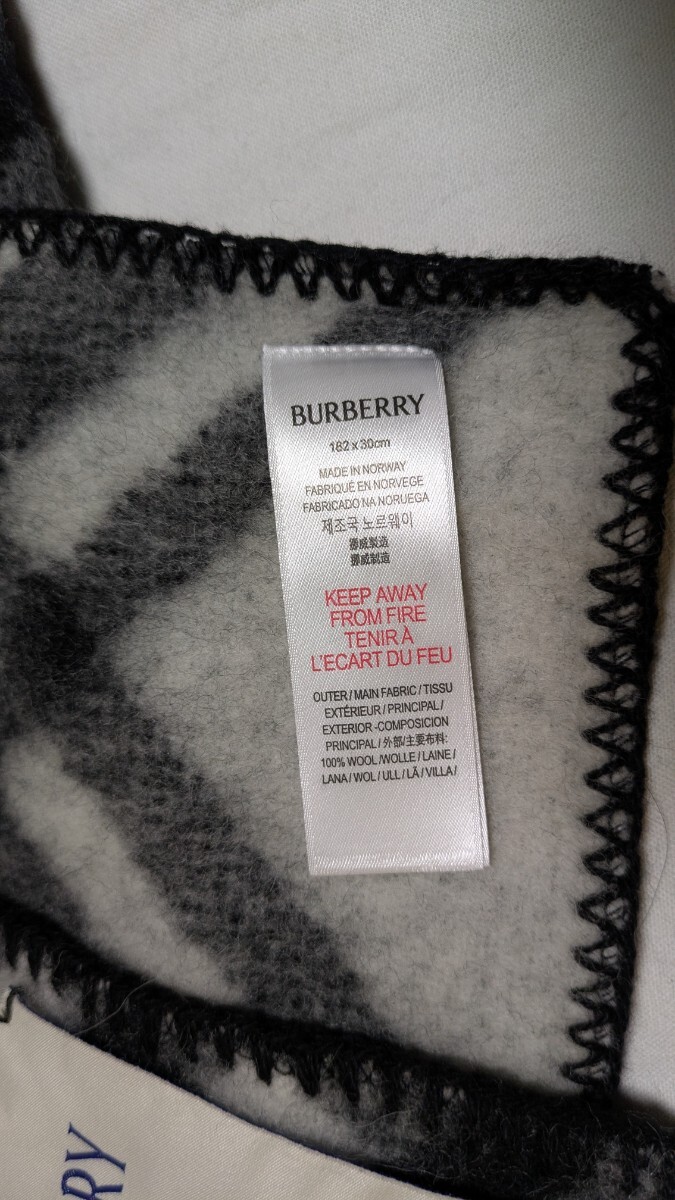 BURBERRY
182 x 30cm
MADE IN NORWAY
FABRIQUÉ EN NORVEGE
FABRICADO NA NORUEGA
제조국 노르웨이
挪威製造
挪威制造
KEEP AWAY
FROM FIRE
TENIR À
L'ECART DU FEU
OUTER / MAIN FABRIC / TISSU
EXTÉRIEUR / PRINCIPAL /
EXTERIOR -COMPOSICION
PRINCIPAL / 外部/主要布料:
100% WOOL /WOLLE / LAINE /
LANA / WOL / ULL / LÃ / VILLA /
RY